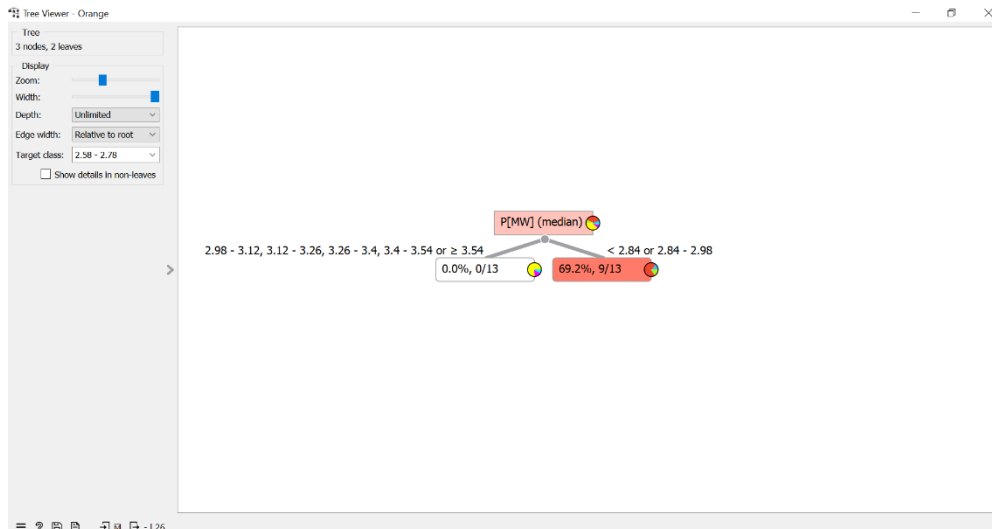 Tree Viewer - Orange
Tree
3 nodes, 2 leaves
Display
Zoom:
Width:
Depth: Unlimited
Edge width: Relative to root
Target class: 2.58 - 2.78
Show details in non-leaves
P[MW] (median)
2.98 - 3.12, 3.12 - 3.26, 3.26 - 3.4, 3.4 - 3.54 or ≥ 3.54
< 2.84 or 2.84 - 2.98
0.0%, 0/13
69.2%, 9/13